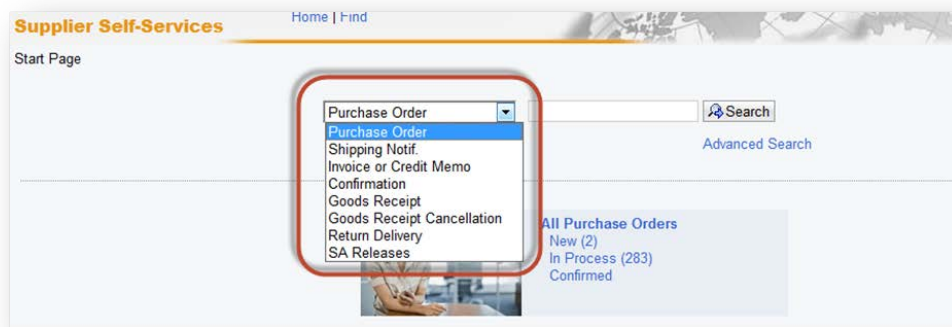 Home | Find
Supplier Self-Services
Start Page
Purchase Order
Search
Purchase Order
Shipping Notif.
Advanced Search
Invoice or Credit Memo
Confirmation
Goods Receipt
Goods Receipt Cancellation
Return Delivery
SA Releases
All Purchase Orders
New (2)
In Process (283)
Confirmed